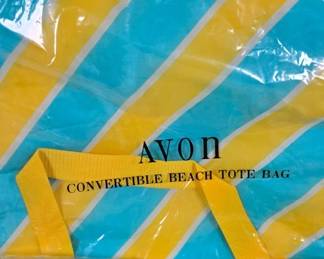 AVON
CONVERTIBLE BEACH TOTE BAG